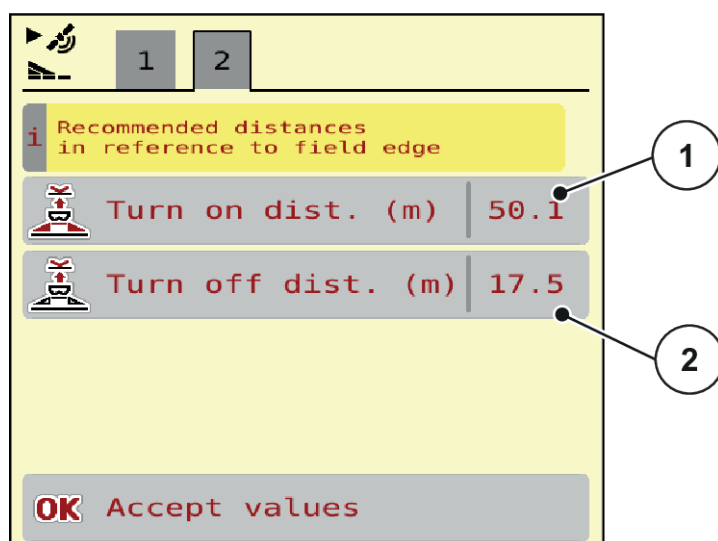 1 2
i Recommended distances
in reference to field edge
Turn on dist. (m) 50.1
Turn off dist. (m) 17.5
OK Accept values
1
2